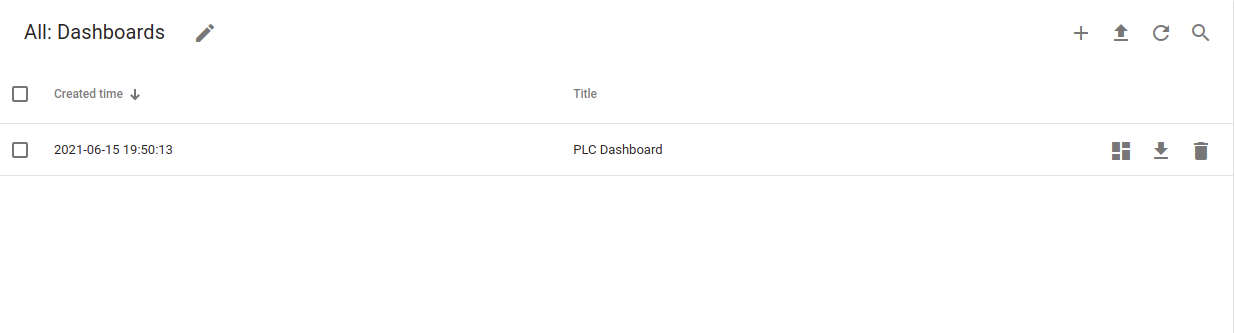 All: Dashboards
Created time Title
2021-06-15 19:50:13 PLC Dashboard